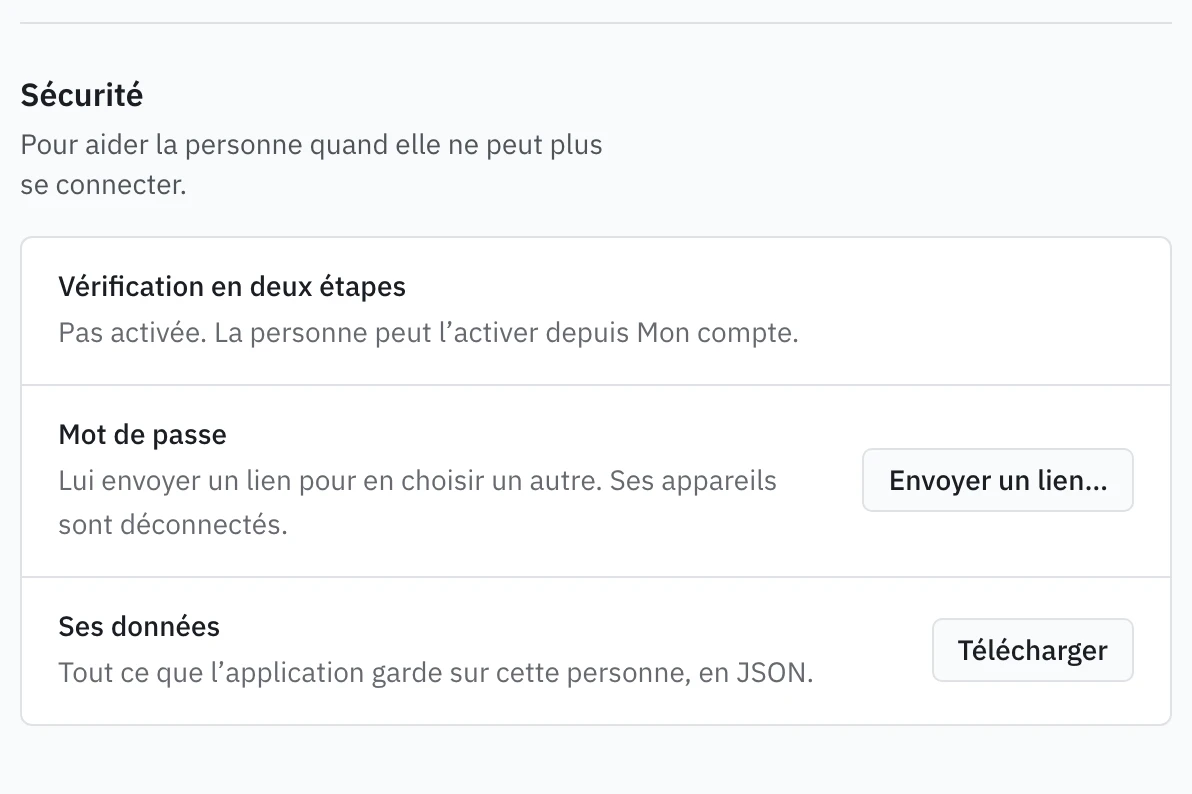 Sécurité
Pour aider la personne quand elle ne peut plus
se connecter.
Vérification en deux étapes
Pas activée. La personne peut l’activer depuis Mon compte.
Mot de passe
Lui envoyer un lien pour en choisir un autre. Ses appareils
sont déconnectés.
Envoyer un lien…
Ses données
Tout ce que l’application garde sur cette personne, en JSON.
Télécharger